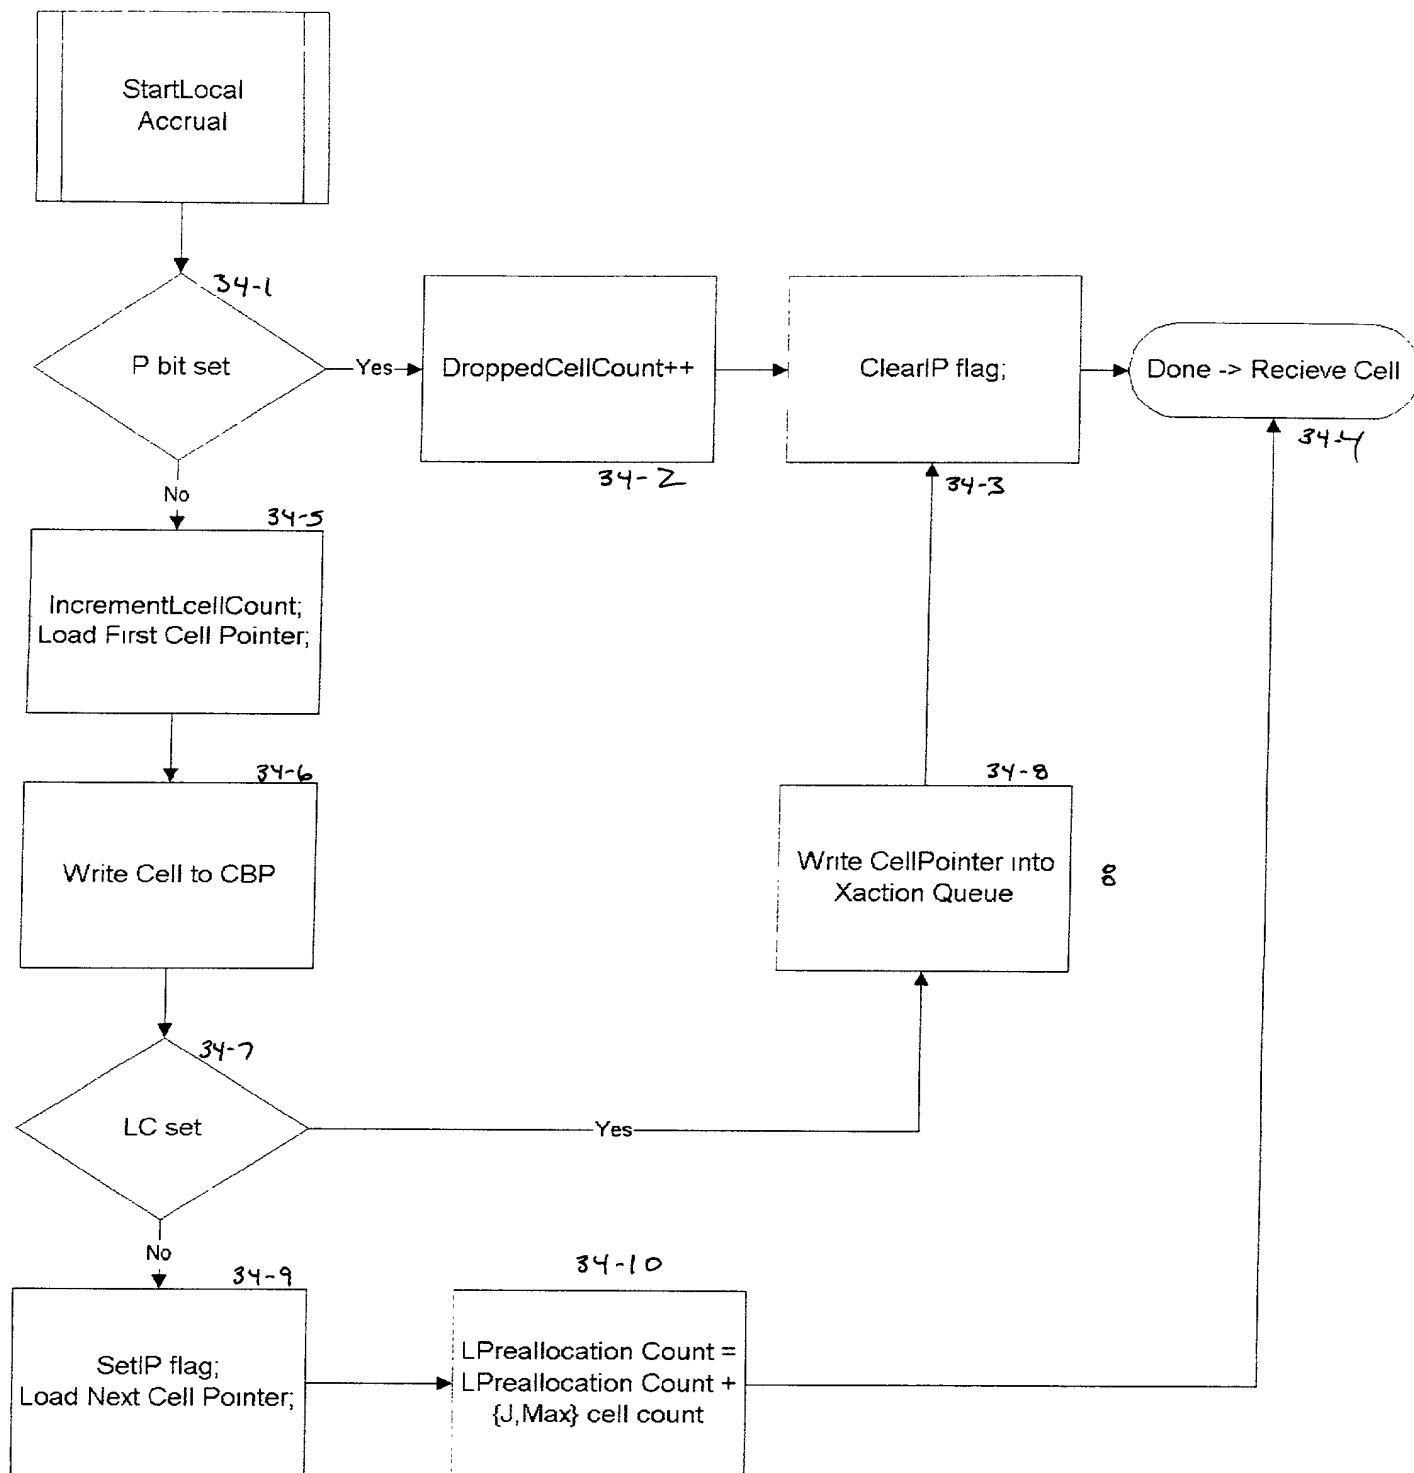 StartLocal
Accrual
34-1
P bit set
Yes
DroppedCellCount++
34-2
ClearIP flag;
34-3
Done -> Recieve Cell
34-4
No
34-5
IncrementLcellCount;
Load First Cell Pointer;
34-6
Write Cell to CBP
34-8
Write CellPointer into
Xaction Queue
8
34-7
LC set
Yes
No
34-9
SetIP flag;
Load Next Cell Pointer;
34-10
LPreallocation Count =
LPreallocation Count +
{J,Max} cell count